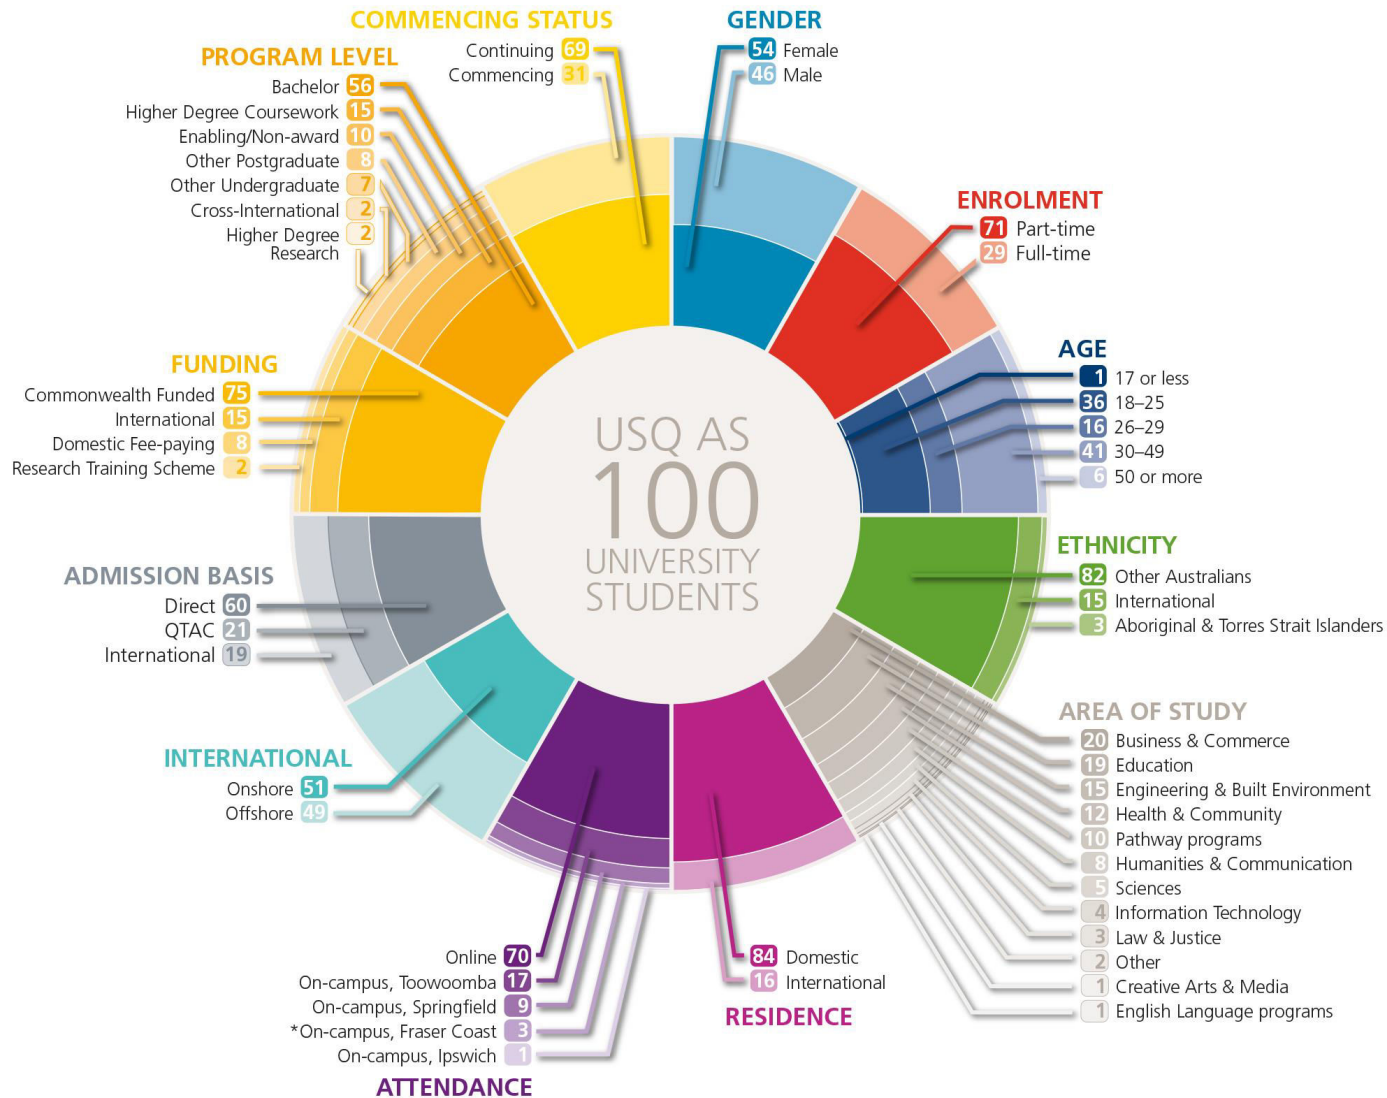 COMMENCING STATUS
Continuing 69
Commencing 31
GENDER
54 Female
46 Male
PROGRAM LEVEL
Bachelor 56
Higher Degree Coursework 15
Enabling/Non-award 10
Other Postgraduate 8
Other Undergraduate 7
Cross-International 2
Higher Degree 2
Research
ENROLMENT
71 Part-time
29 Full-time
AGE
1 17 or less
36 18–25
16 26–29
41 30–49
6 50 or more
FUNDING
Commonwealth Funded 75
International 15
Domestic Fee-paying 8
Research Training Scheme 2
USQ AS
100
UNIVERSITY
STUDENTS
ETHNICITY
82 Other Australians
15 International
3 Aboriginal & Torres Strait Islanders
ADMISSION BASIS
Direct 60
QTAC 21
International 19
AREA OF STUDY
20 Business & Commerce
19 Education
15 Engineering & Built Environment
12 Health & Community
10 Pathway programs
8 Humanities & Communication
5 Sciences
4 Information Technology
3 Law & Justice
2 Other
1 Creative Arts & Media
1 English Language programs
INTERNATIONAL
Onshore 51
Offshore 49
Online 70
On-campus, Toowoomba 17
On-campus, Springfield 9
*On-campus, Fraser Coast 3
On-campus, Ipswich 1
ATTENDANCE
84 Domestic
16 International
RESIDENCE